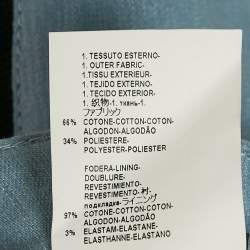 1. TESSUTO ESTERNO-
1. OUTER FABRIC-
1. TISSU EXTERIEUR-
1. TEJIDO EXTERIOR-
1. TECIDO EXTERIOR-
1. 织物-1. ткань-1.
ファブリック
66% COTONE-COTTON-COTON-
ALGODON-ALGODÃO
34% POLIESTERE-
POLYESTER-POLIESTER
FODERA-LINING-
DOUBLURE-
REVESTIMIENTO-
REVESTIMENTO-衬-
подкладка-ライニング
97% COTONE-COTTON-COTON-
ALGODON-ALGODÃO
3% ELASTAM-ELASTANE-
ELASTHANNE-ELASTANO